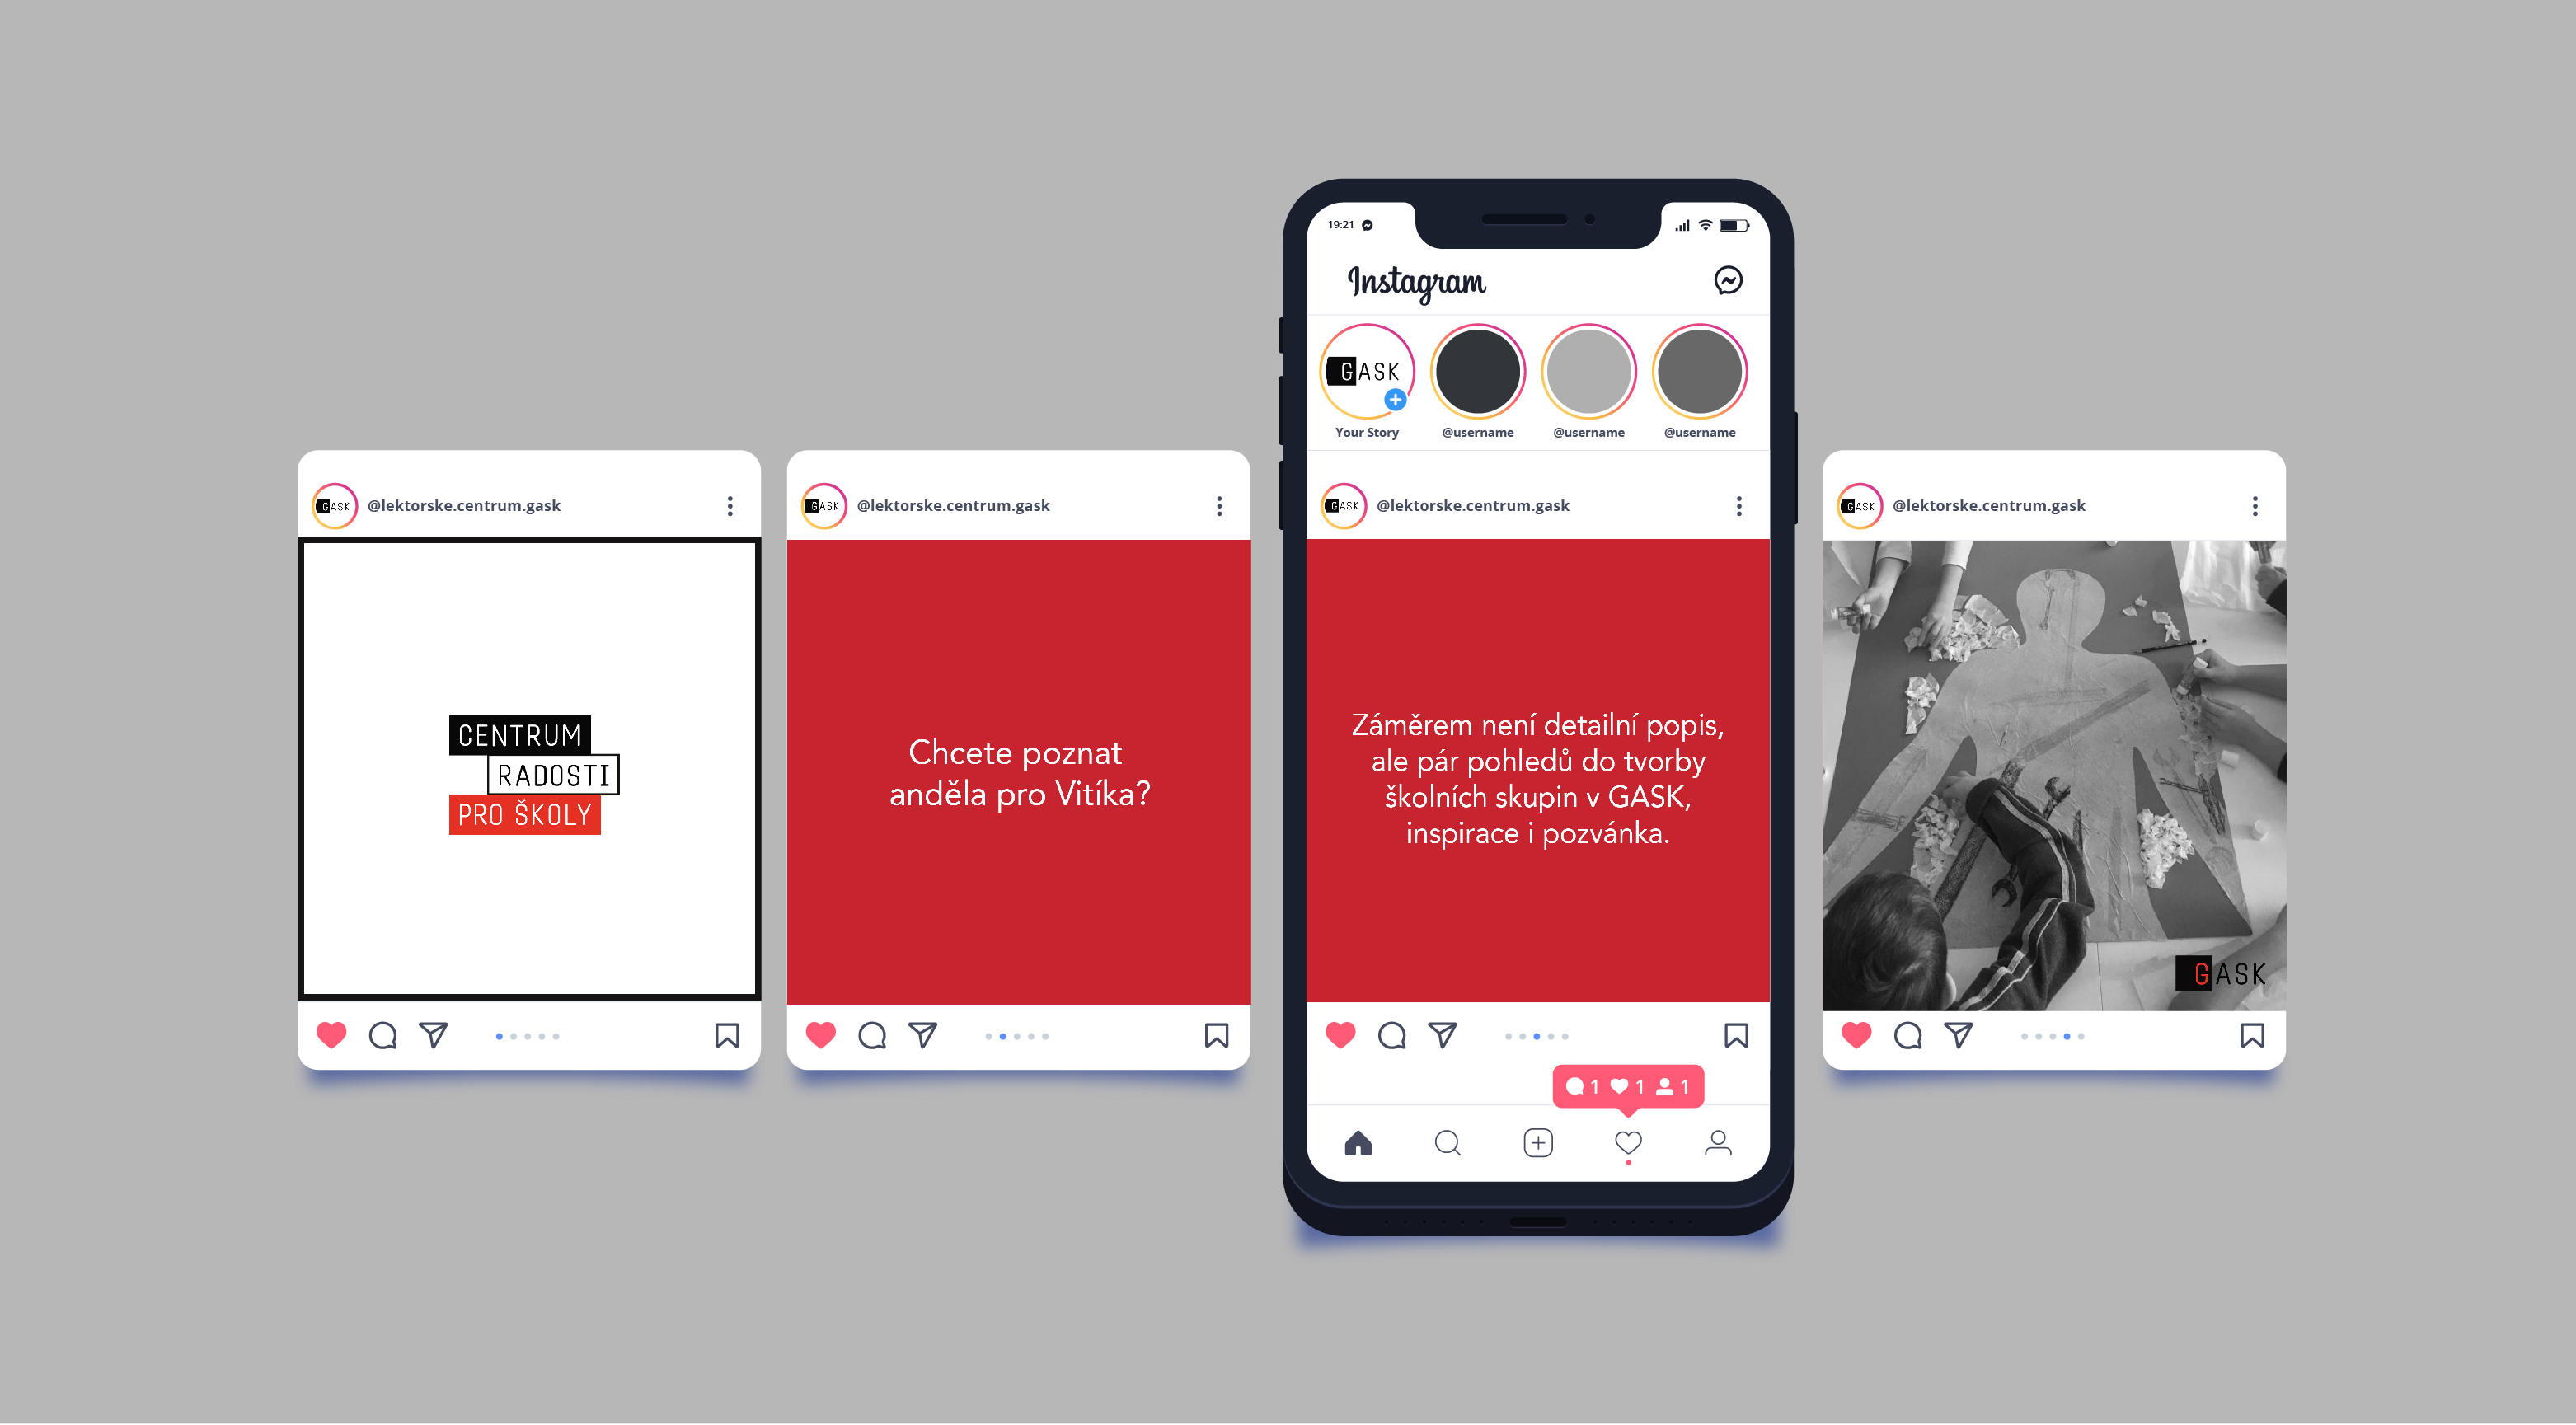 GASK
@lektorske.centrum.gask
CENTRUM
RADOSTI
PRO ŠKOLY
GASK
@lektorske.centrum.gask
Chcete poznat
anděla pro Vitíka?
19:21
Instagram
GASK
Your Story
@username
@username
@username
GASK
@lektorske.centrum.gask
Záměrem není detailní popis,
ale pár pohledů do tvorby
školních skupin v GASK,
inspirace i pozvánka.
1 1 1
GASK
@lektorske.centrum.gask
GASK